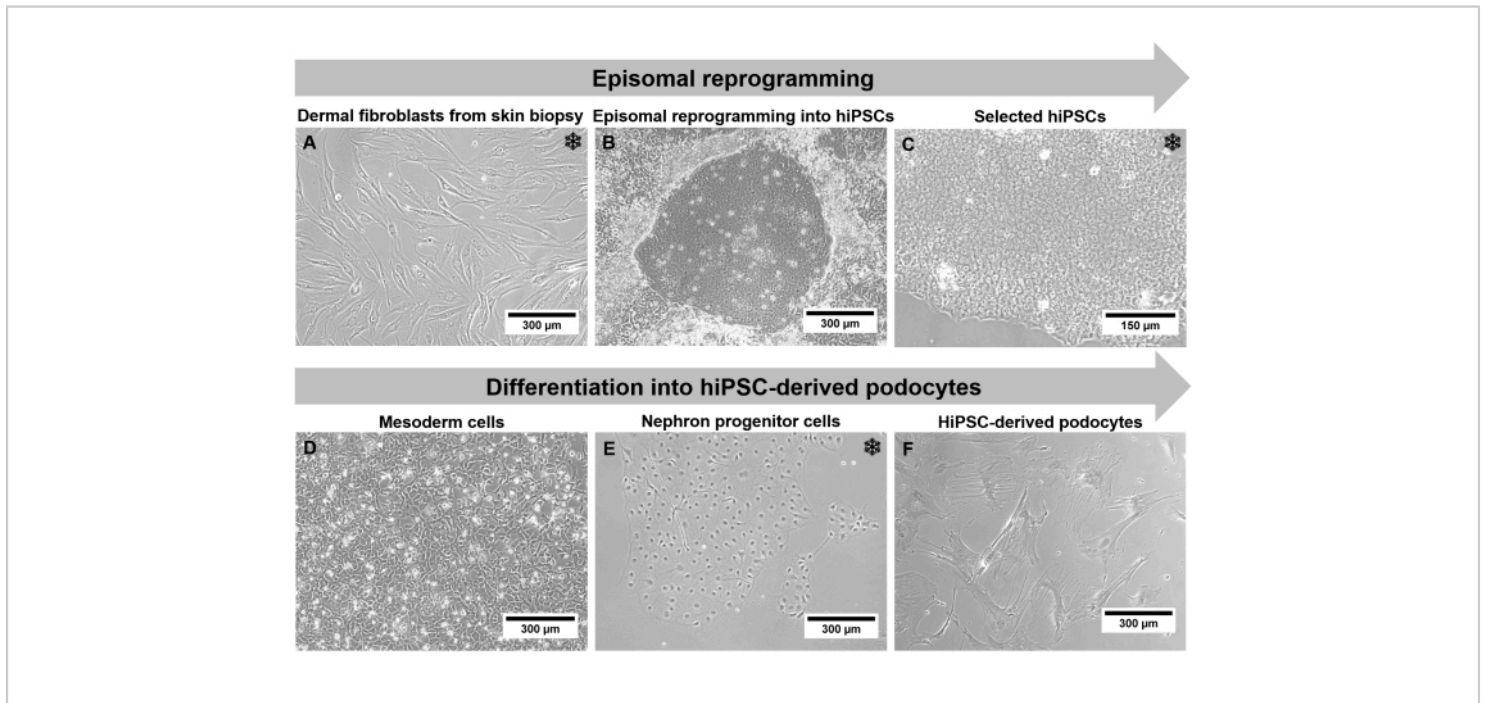 Episomal reprogramming
Dermal fibroblasts from skin biopsy
Episomal reprogramming into hiPSCs
Selected hiPSCs
A
B
C
300 µm
300 µm
150 µm
Differentiation into hiPSC-derived podocytes
Mesoderm cells
Nephron progenitor cells
HiPSC-derived podocytes
D
E
F
300 µm
300 µm
300 µm